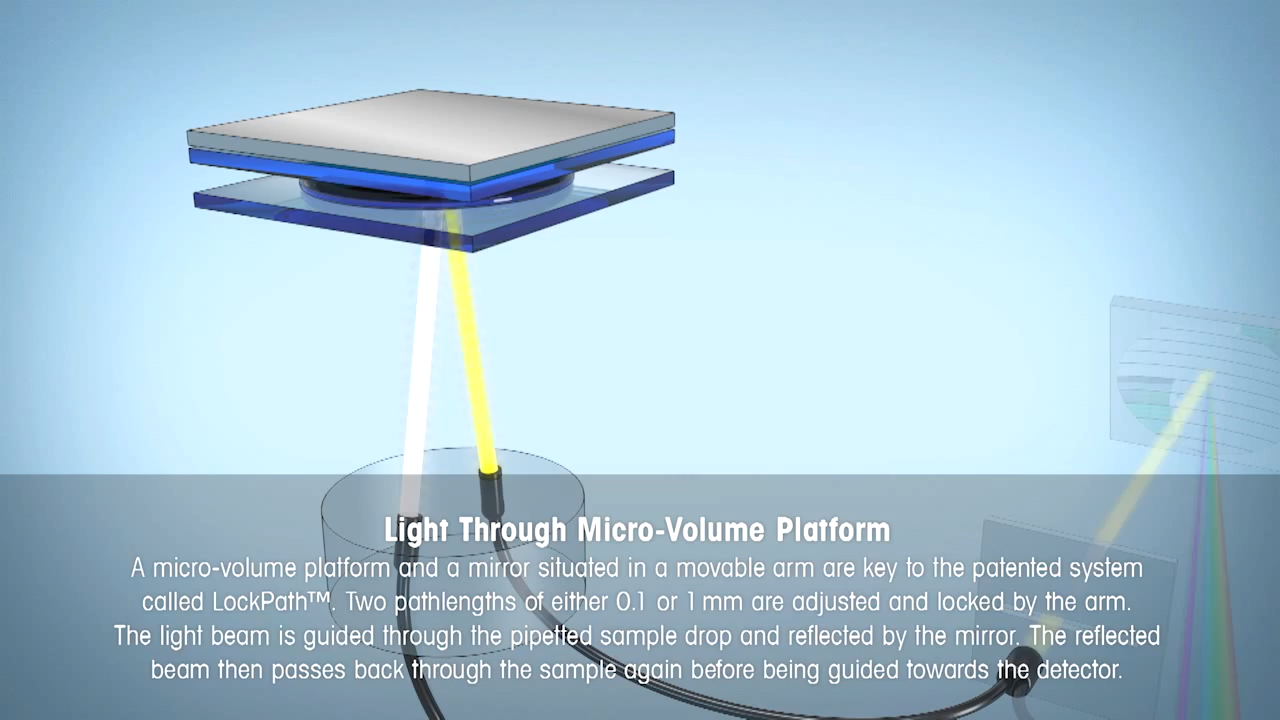 Light Through Micro-Volume Platform
A micro-volume platform and a mirror situated in a movable arm are key to the patented system
called LockPath™. Two pathlengths of either 0.1 or 1 mm are adjusted and locked by the arm.
The light beam is guided through the pipetted sample drop and reflected by the mirror. The reflected
beam then passes back through the sample again before being guided towards the detector.